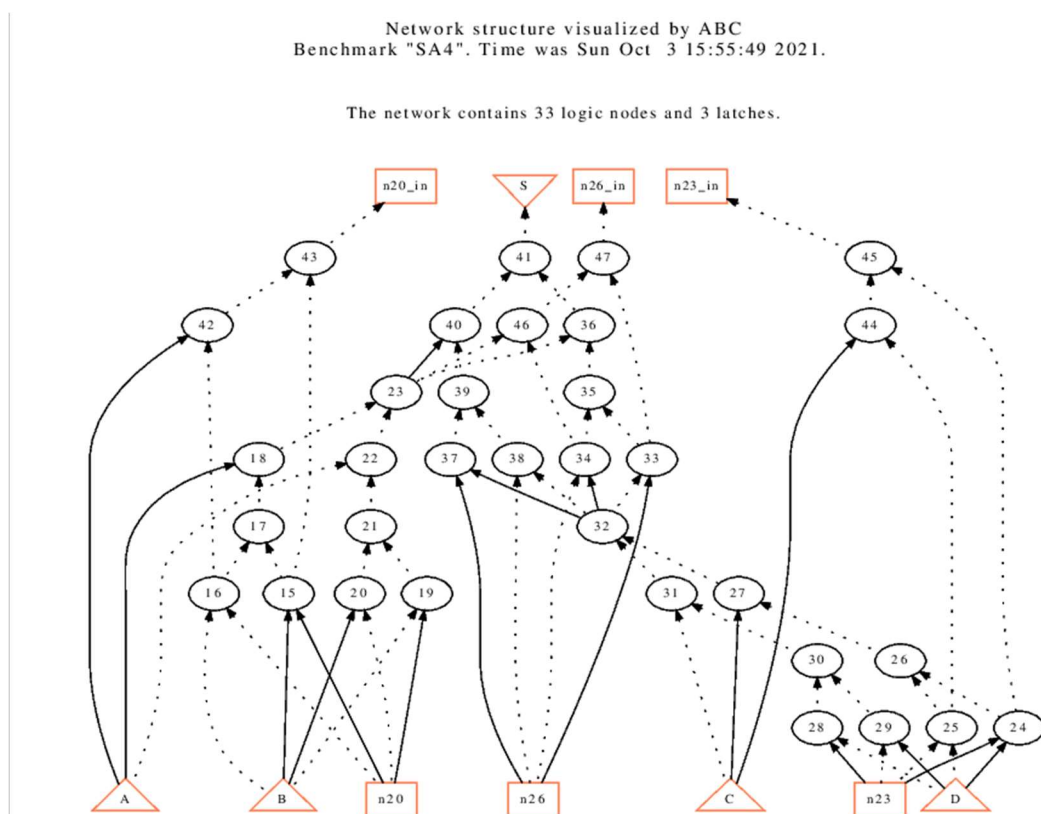 Network structure visualized by ABC
Benchmark "SA4". Time was Sun Oct  3 15:55:49 2021.
The network contains 33 logic nodes and 3 latches.
n20_in
S
n26_in
n23_in
43
41
47
45
42
40
46
36
44
23
39
35
18
22
37
38
34
33
17
21
32
16
15
20
19
31
27
30
26
28
29
25
24
A
B
n20
n26
C
n23
D